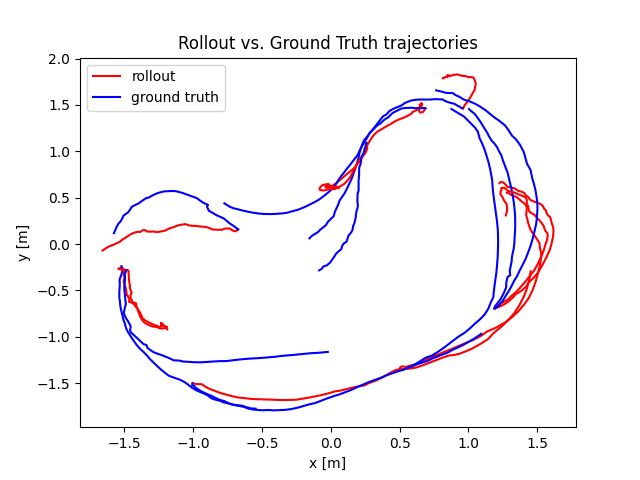 Rollout vs. Ground Truth trajectories
rollout
ground truth
2.0
1.5
1.0
0.5
0.0
−0.5
−1.0
−1.5
y [m]
−1.5 −1.0 −0.5 0.0 0.5 1.0 1.5
x [m]